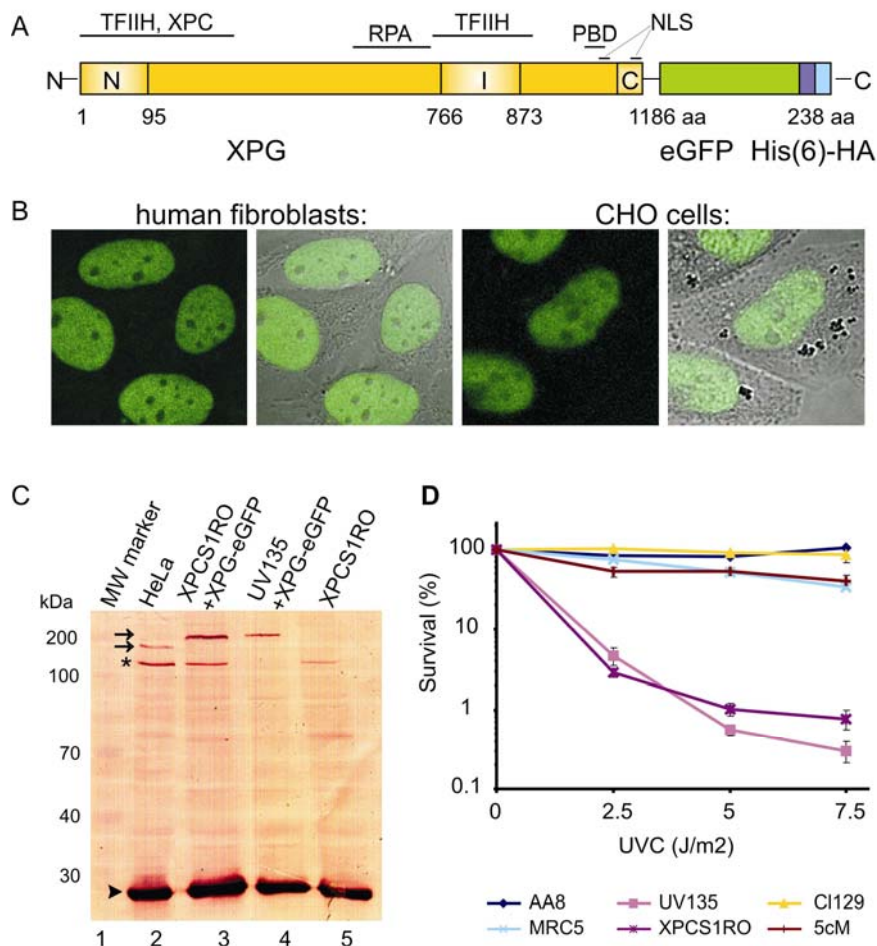 A
TFIIH, XPC
RPA
TFIIH
PBD
NLS
N
N
I
C
C
1 95 766 873 1186 aa 238 aa
XPG eGFP His(6)-HA
B
human fibroblasts: CHO cells:
C
MW marker
HeLa
XPCS1RO
+XPG-eGFP
UV135
+XPG-eGFP
XPCS1RO
kDa
200
*
100
70
40
30
1 2 3 4 5
D
Survival (%)
100
10
1
0.1
0 2.5 5 7.5
UVC (J/m2)
AA8 UV135 Cl129
MRC5 XPCS1RO 5cM